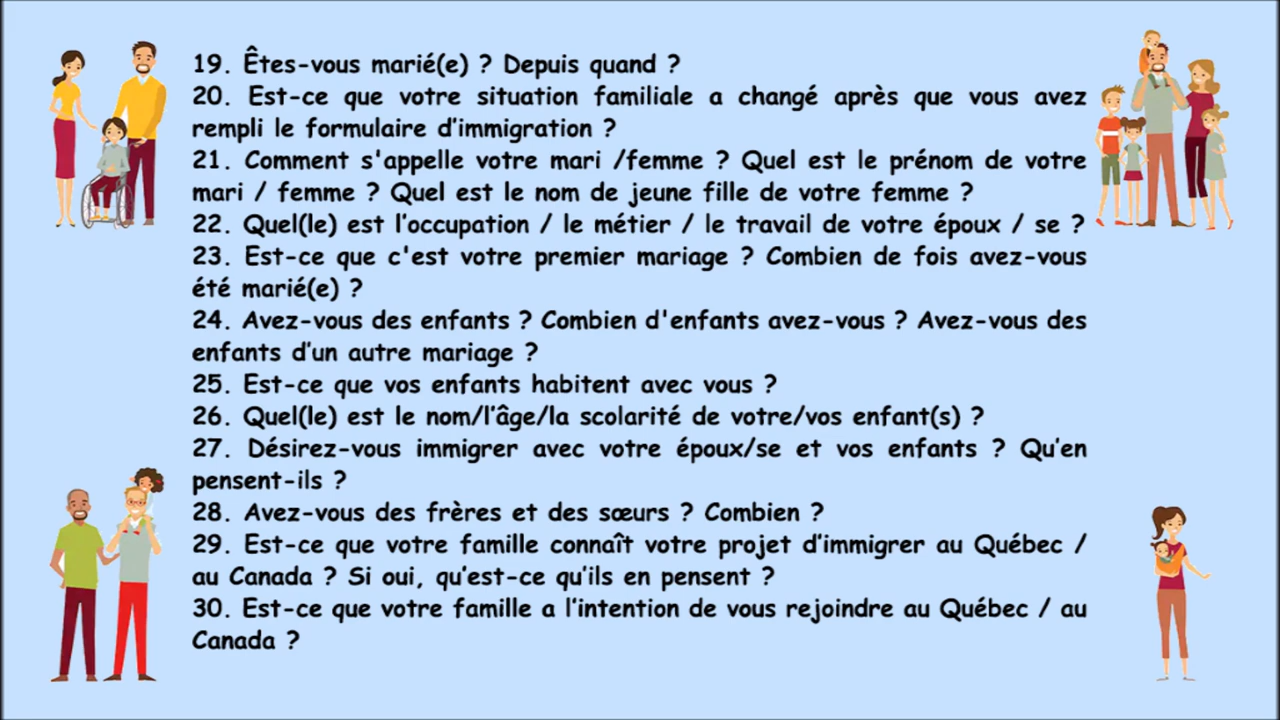 19. Êtes-vous marié(e) ? Depuis quand ?
20. Est-ce que votre situation familiale a changé après que vous avez
rempli le formulaire d’immigration ?
21. Comment s'appelle votre mari /femme ? Quel est le prénom de votre
mari / femme ? Quel est le nom de jeune fille de votre femme ?
22. Quel(le) est l’occupation / le métier / le travail de votre époux / se ?
23. Est-ce que c'est votre premier mariage ? Combien de fois avez-vous
été marié(e) ?
24. Avez-vous des enfants ? Combien d'enfants avez-vous ? Avez-vous des
enfants d’un autre mariage ?
25. Est-ce que vos enfants habitent avec vous ?
26. Quel(le) est le nom/l’âge/la scolarité de votre/vos enfant(s) ?
27. Désirez-vous immigrer avec votre époux/se et vos enfants ? Qu’en
pensent-ils ?
28. Avez-vous des frères et des sœurs ? Combien ?
29. Est-ce que votre famille connaît votre projet d’immigrer au Québec /
au Canada ? Si oui, qu’est-ce qu’ils en pensent ?
30. Est-ce que votre famille a l’intention de vous rejoindre au Québec / au
Canada ?